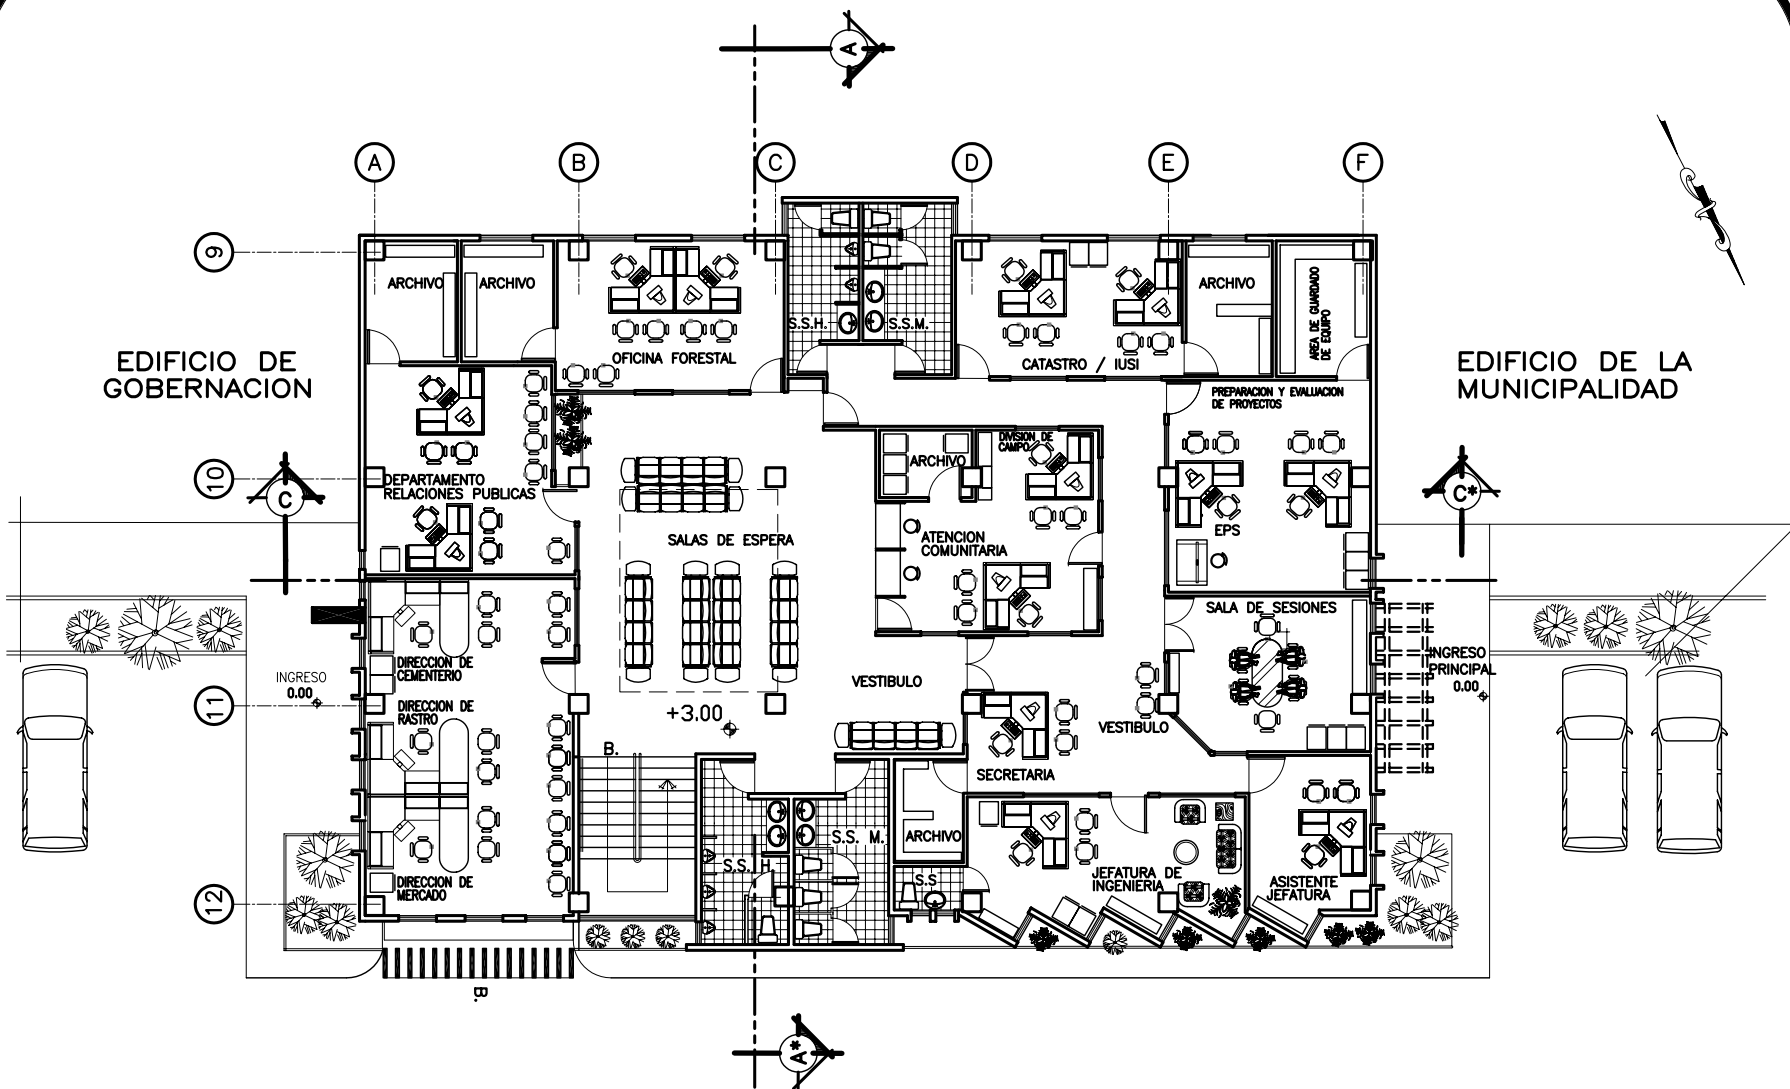 A
A
B
C
D
E
F
9
ARCHIVO
ARCHIVO
ARCHIVO
AREA DE GUARDADO
DE EQUIPO
S.S.H.
S.S.M.
OFICINA FORESTAL
CATASTRO / IUSI
EDIFICIO DE
GOBERNACION
EDIFICIO DE LA
MUNICIPALIDAD
PREPARACION Y EVALUACION
DE PROYECTOS
DIVISION DE
CAMPO
ARCHIVO
10
DEPARTAMENTO
RELACIONES PUBLICAS
C
C*
EPS
SALAS DE ESPERA
ATENCION
COMUNITARIA
SALA DE SESIONES
DIRECCION DE
CEMENTERIO
INGRESO
0.00
INGRESO
PRINCIPAL
0.00
VESTIBULO
11
DIRECCION DE
RASTRO
+3.00
VESTIBULO
B.
SECRETARIA
S.S. H.
S.S. M.
ARCHIVO
S.S
JEFATURA DE
INGENIERIA
ASISTENTE
JEFATURA
DIRECCION DE
MERCADO
12
B.
A*